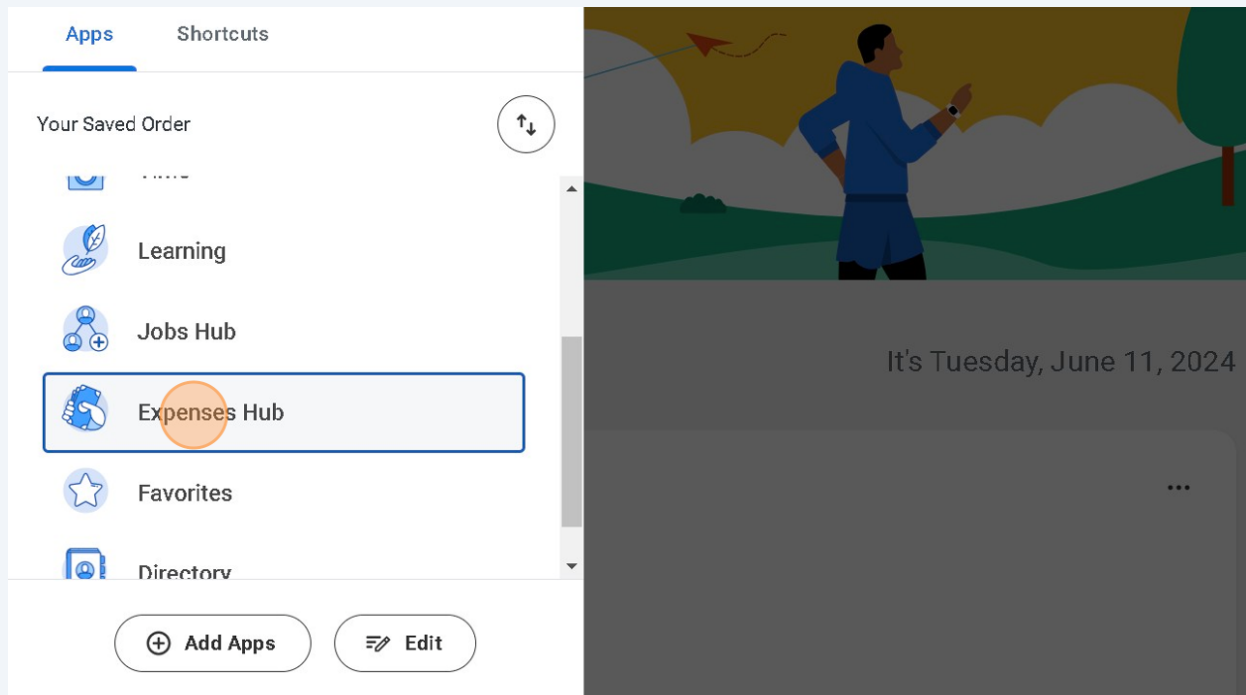 Apps
Shortcuts
Your Saved Order
Learning
Jobs Hub
Expenses Hub
Favorites
Directory
Add Apps
Edit
It's Tuesday, June 11, 2024